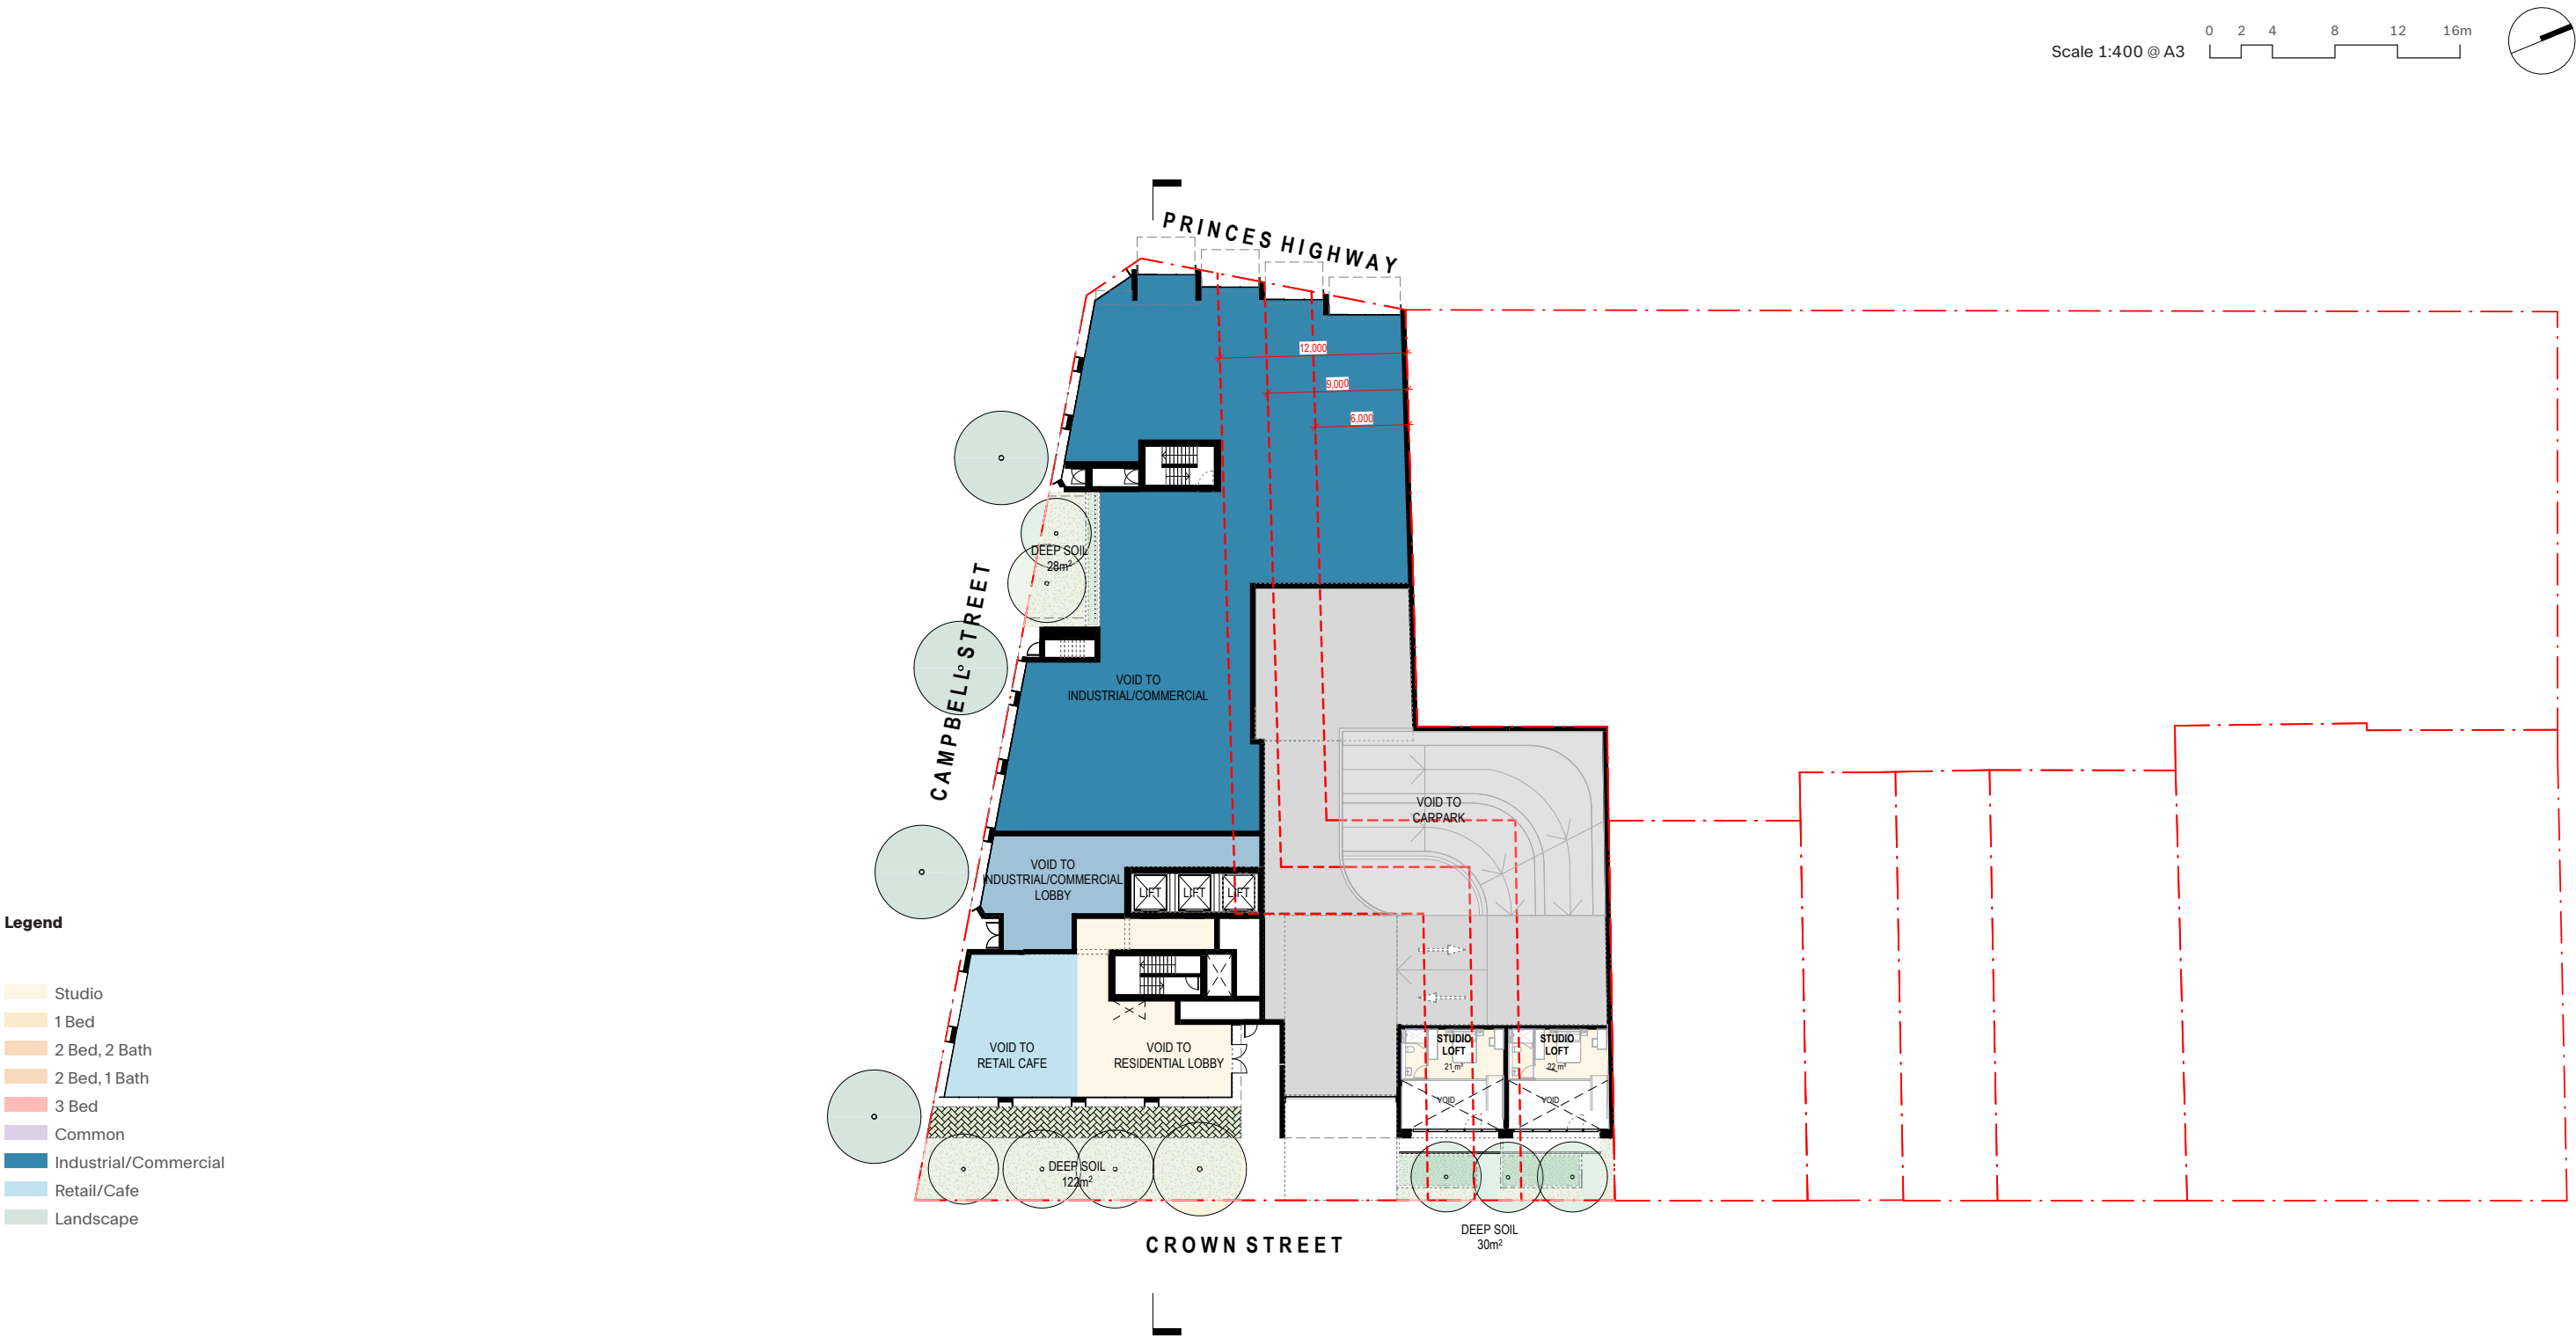 0 2 4 8 12 16m
Scale 1:400 @ A3
PRINCES HIGHWAY
12,000
9,000
6,000
DEEP SOIL
28m²
CAMPBELL STREET
VOID TO
INDUSTRIAL/COMMERCIAL
VOID TO
CARPARK
VOID TO
INDUSTRIAL/COMMERCIAL
LOBBY
LIFT LIFT LIFT
VOID TO
RETAIL CAFE
VOID TO
RESIDENTIAL LOBBY
STUDIO
LOFT
21 m²
STUDIO
LOFT
22 m²
VOID
VOID
DEEP SOIL
122m²
DEEP SOIL
30m²
CROWN STREET
Legend
Studio
1 Bed
2 Bed, 2 Bath
2 Bed, 1 Bath
3 Bed
Common
Industrial/Commercial
Retail/Cafe
Landscape